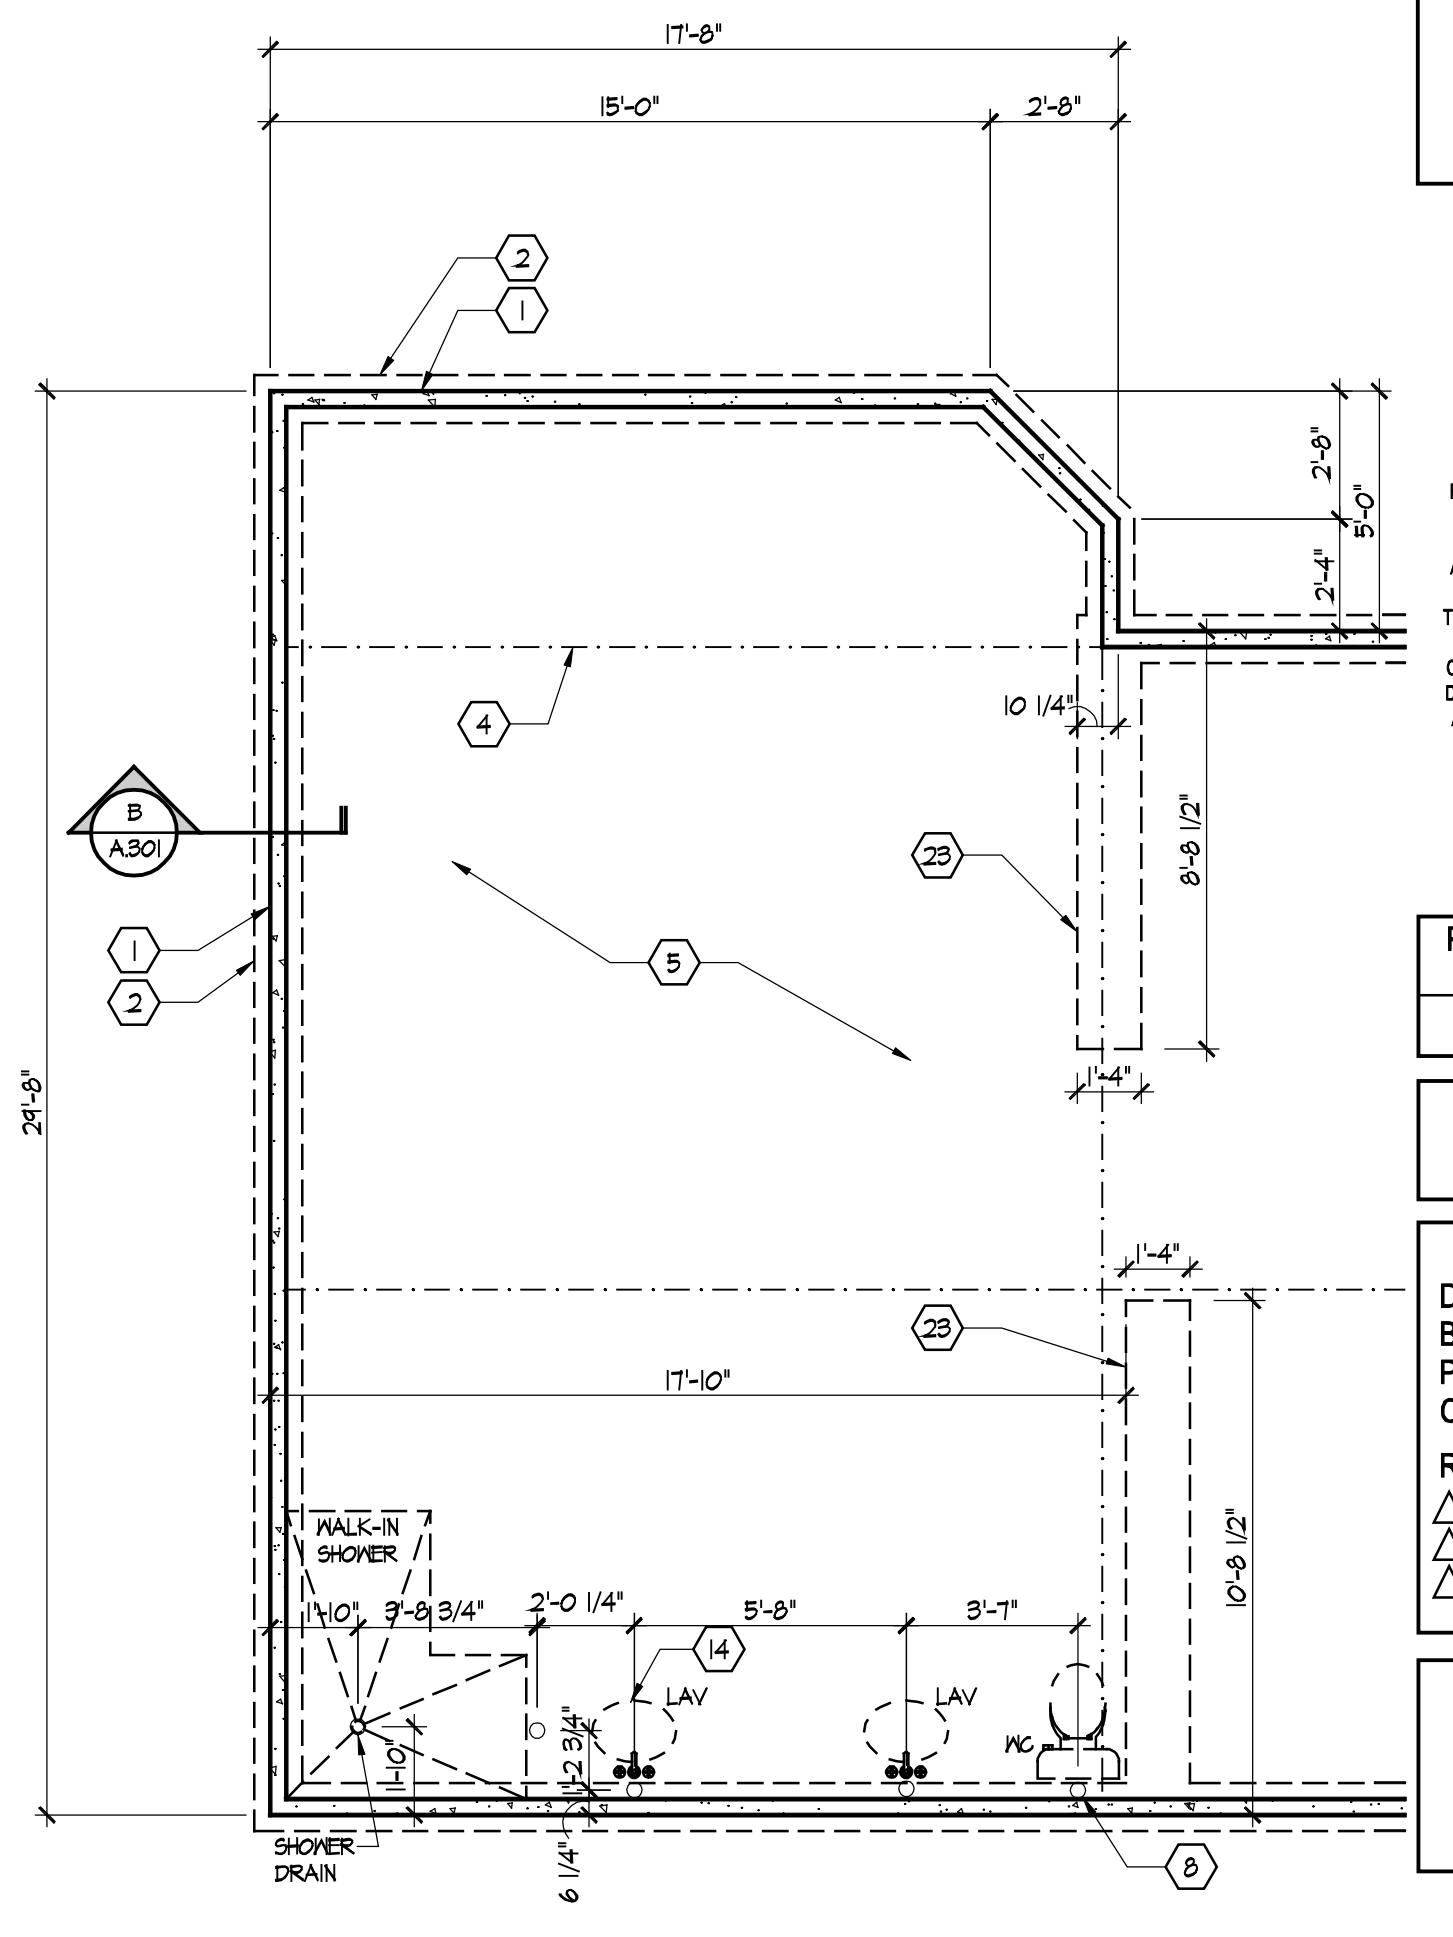 17'-8"
15'-0"
2'-8"
2
1
2'-8"
5'-0"
2'-4"
4
10 1/4"
B
A.301
8'-8 1/2"
23
1
5
2
29'-8"
1'-4"
1'-4"
23
17'-10"
10'-8 1/2"
WALK-IN
SHOWER
1'-10"
3'-8 3/4"
2'-0 1/4"
5'-8"
3'-7"
14
LAV
LAV
WC
1'-10"
1'-2 3/4"
SHOWER
DRAIN
6 1/4"
8
D
B
P